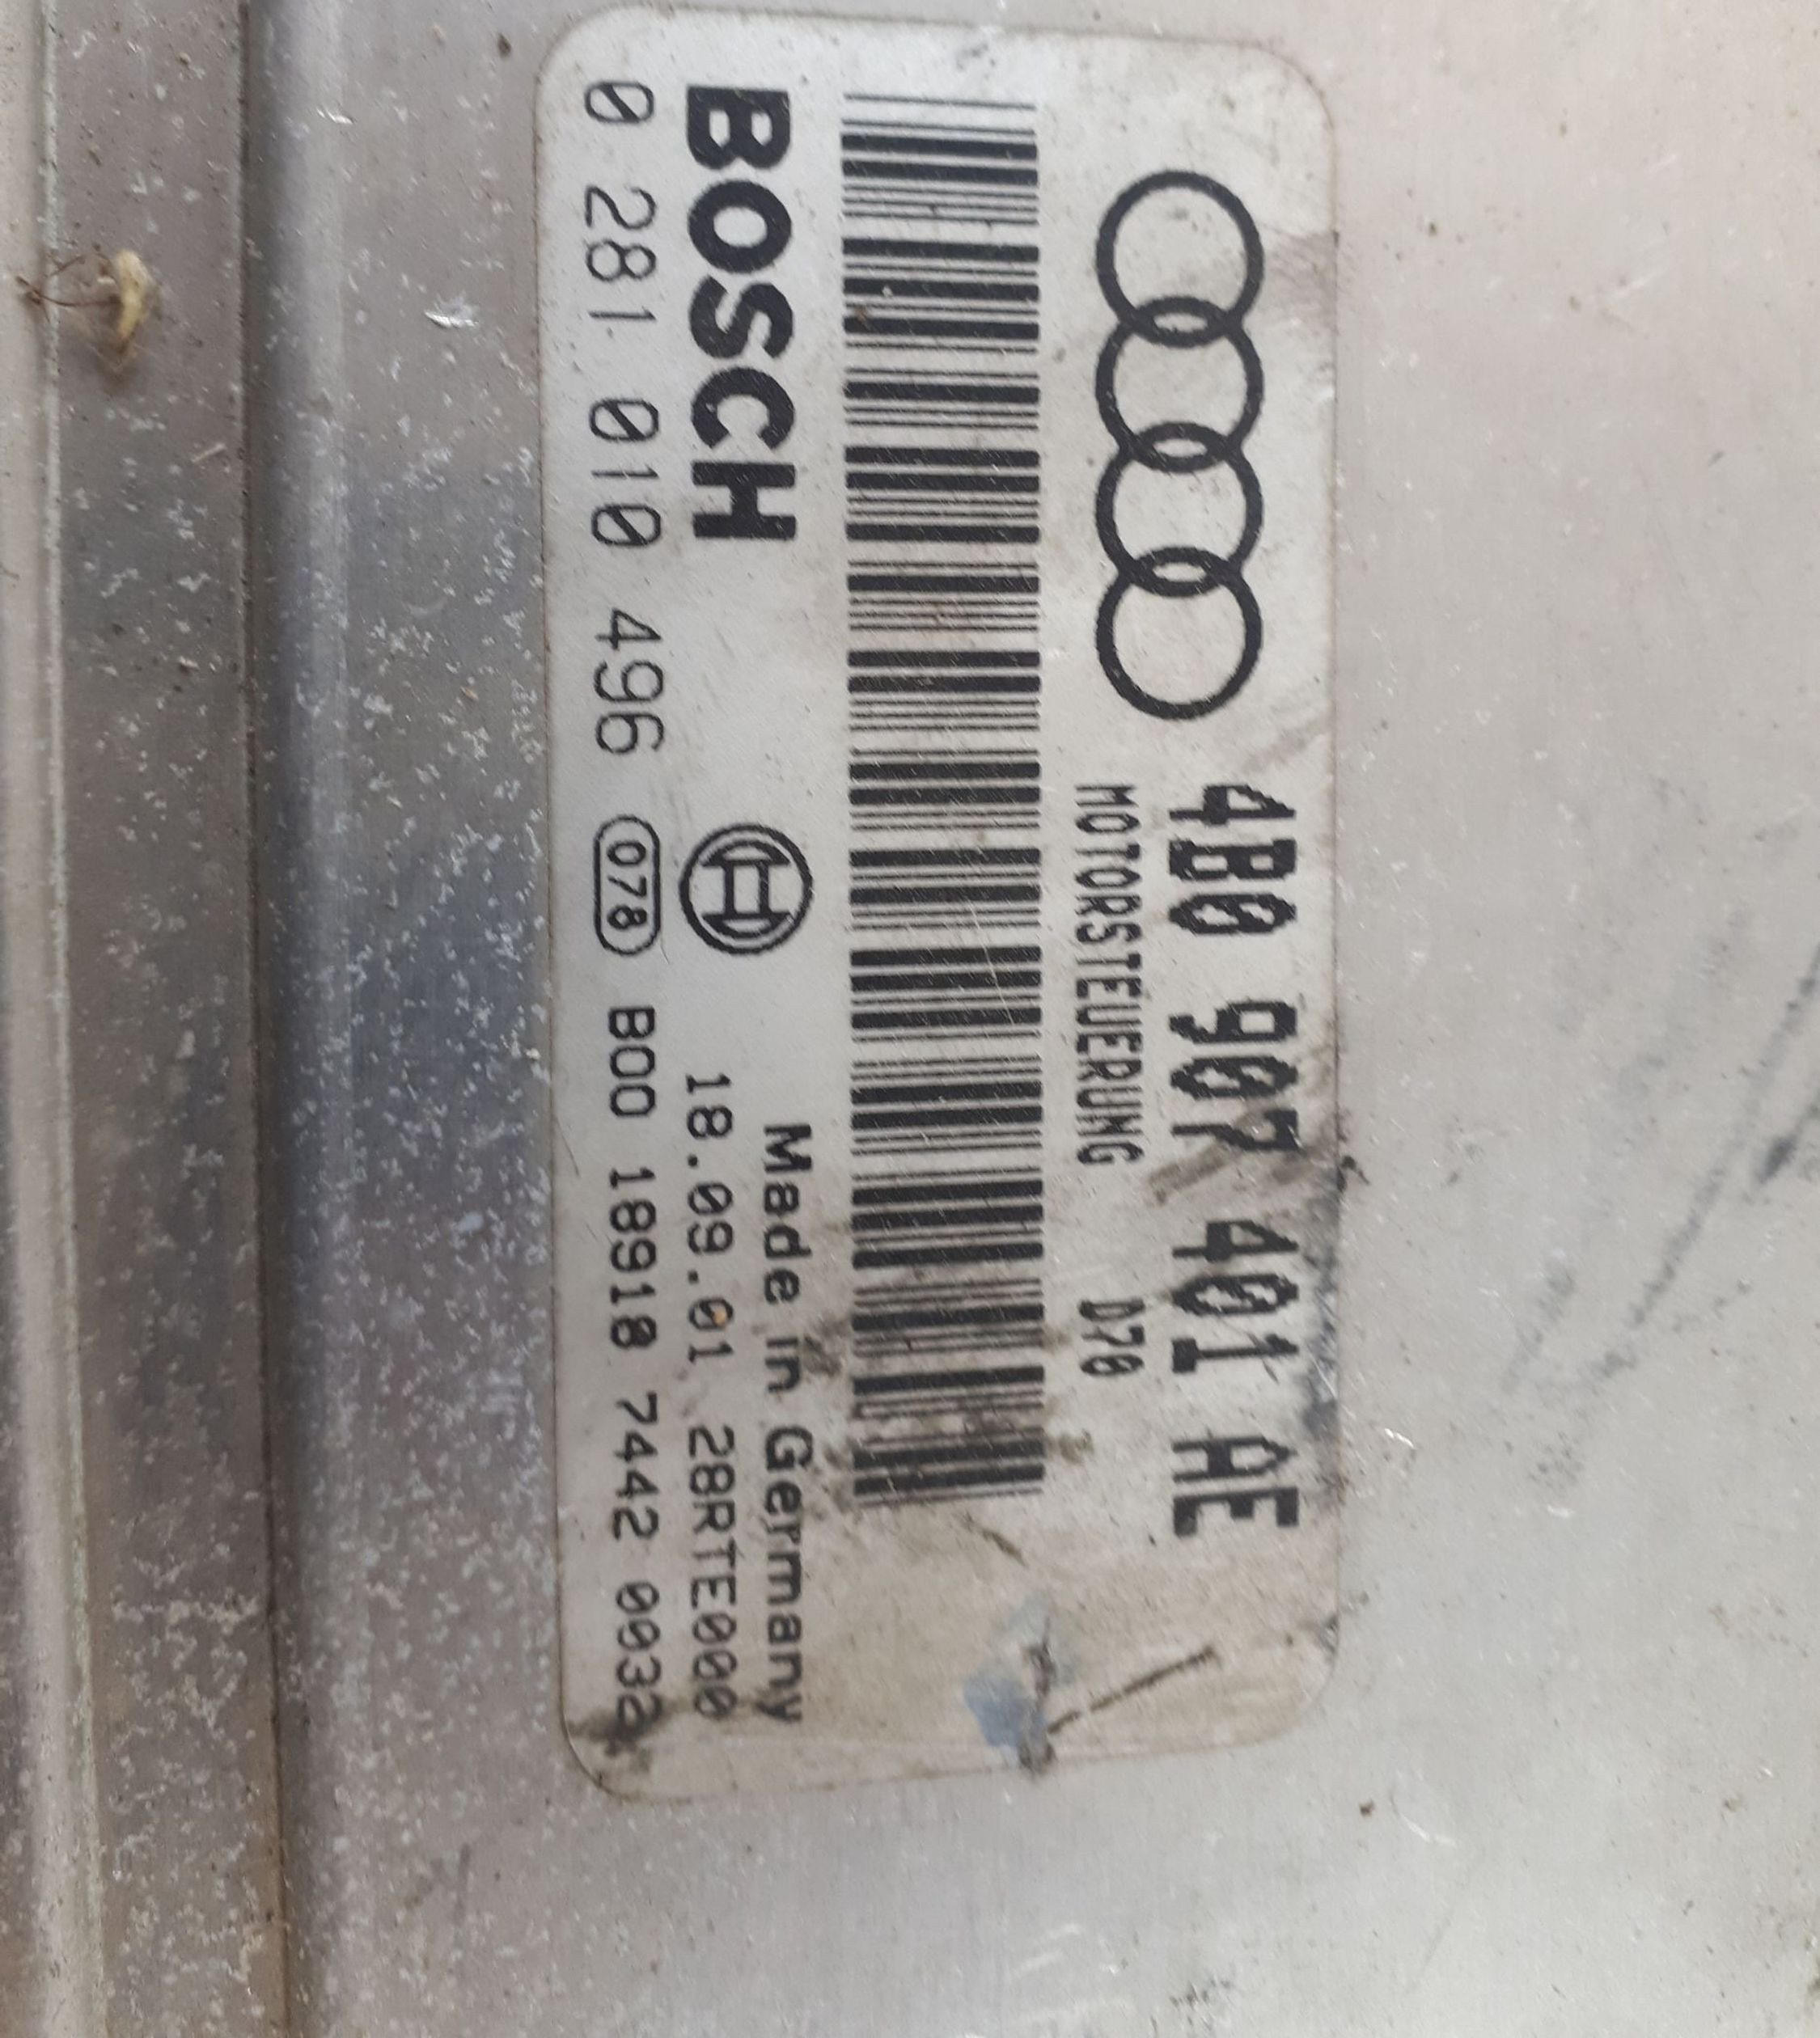 4B0 907 401 AE
MOTORSTEUERUNG D70
Made in Germany
BOSCH 18.09.01 28RTE000
0 281 010 496 078 B00 18918 7442 0032